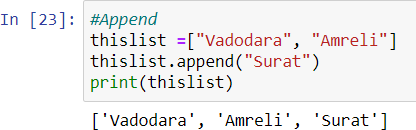 In [23]: #Append
thislist =["Vadodara", "Amreli"]
thislist.append("Surat")
print(thislist)
['Vadodara', 'Amreli', 'Surat']